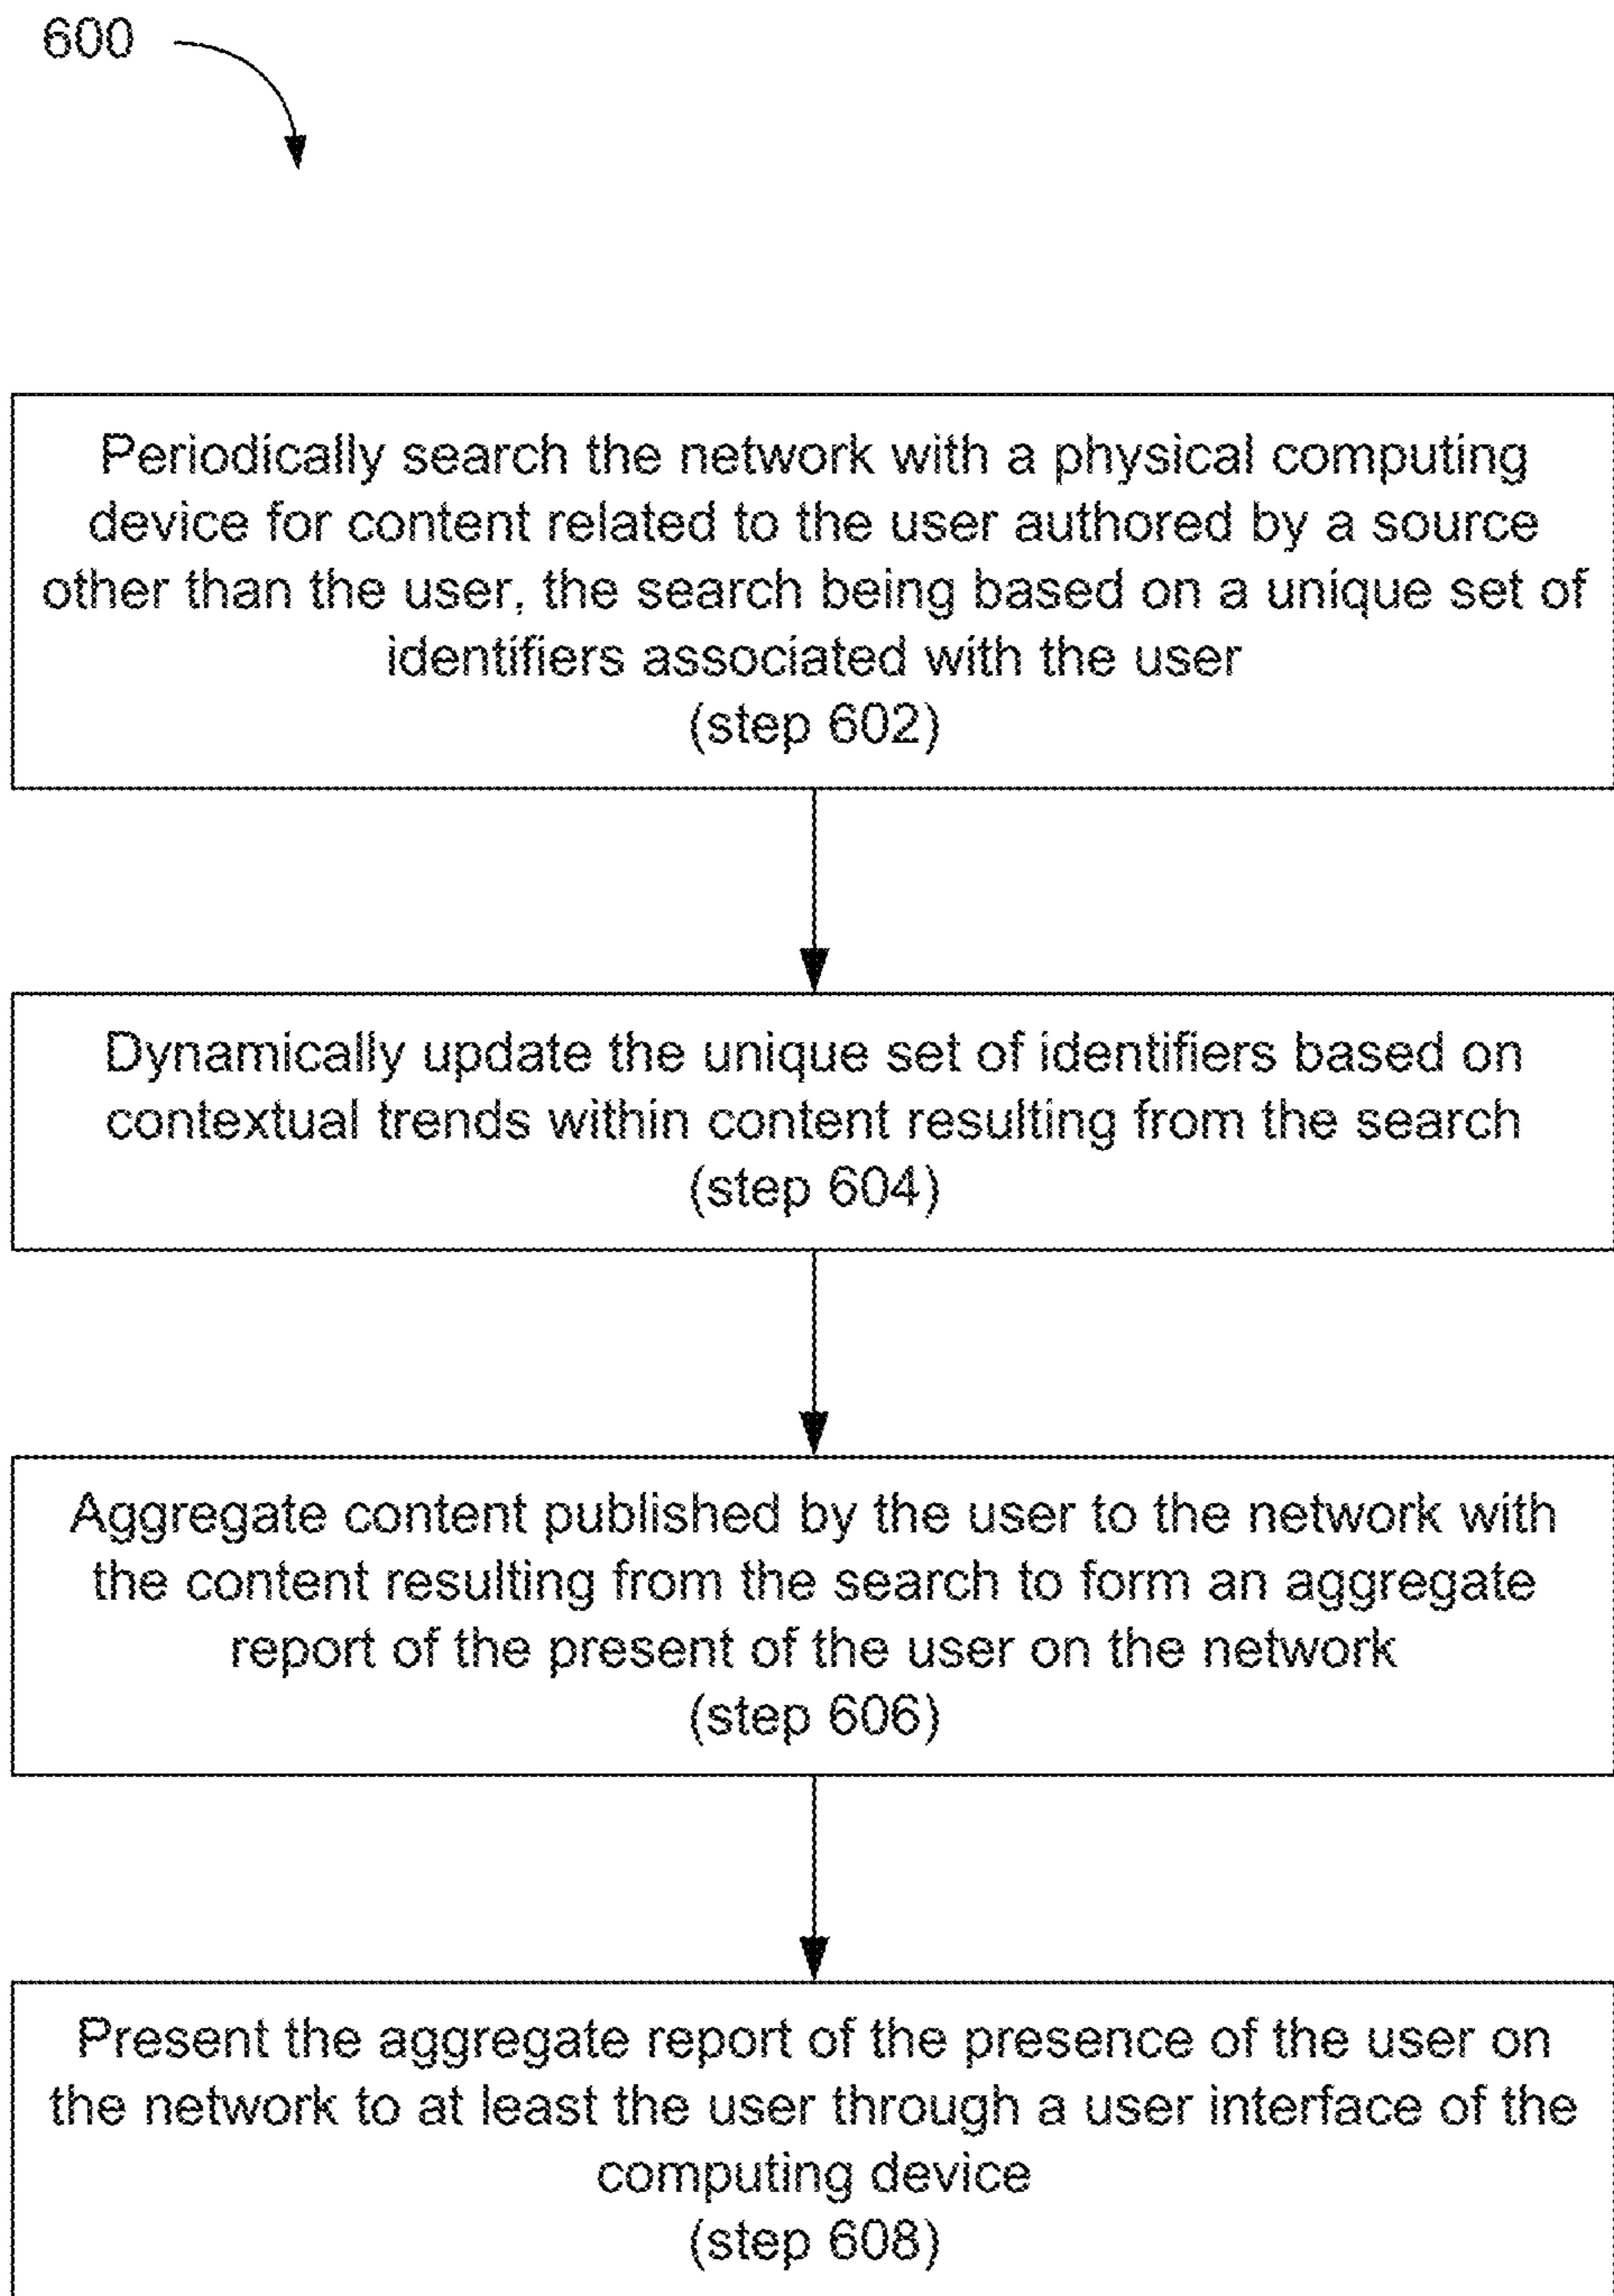 600
Periodically search the network with a physical computing
device for content related to the user authored by a source
other than the user, the search being based on a unique set of
identifiers associated with the user
(step 602)
Dynamically update the unique set of identifiers based on
contextual trends within content resulting from the search
(step 604)
Aggregate content published by the user to the network with
the content resulting from the search to form an aggregate
report of the present of the user on the network
(step 606)
Present the aggregate report of the presence of the user on
the network to at least the user through a user interface of the
computing device
(step 608)